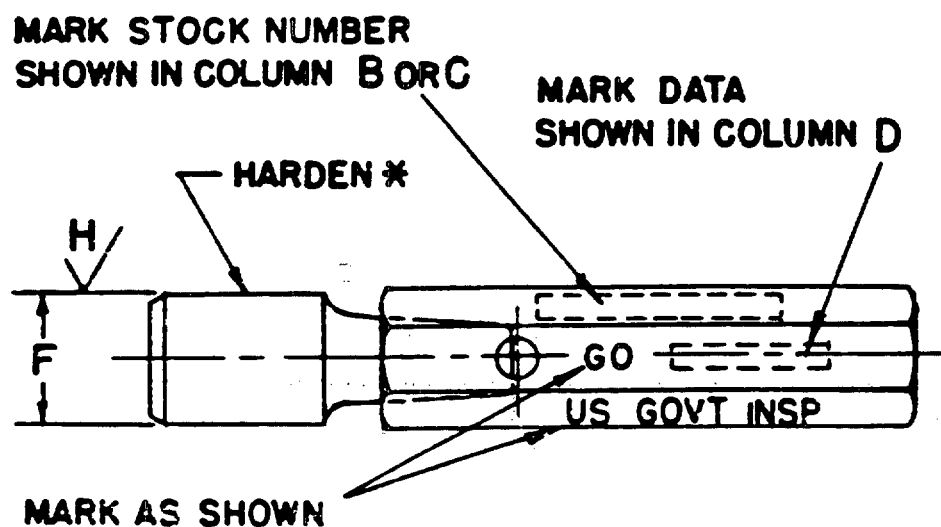 MARK STOCK NUMBER
SHOWN IN COLUMN B OR C
MARK DATA
SHOWN IN COLUMN D
HARDEN *
H
F
GO
US GOVT INSP
MARK AS SHOWN